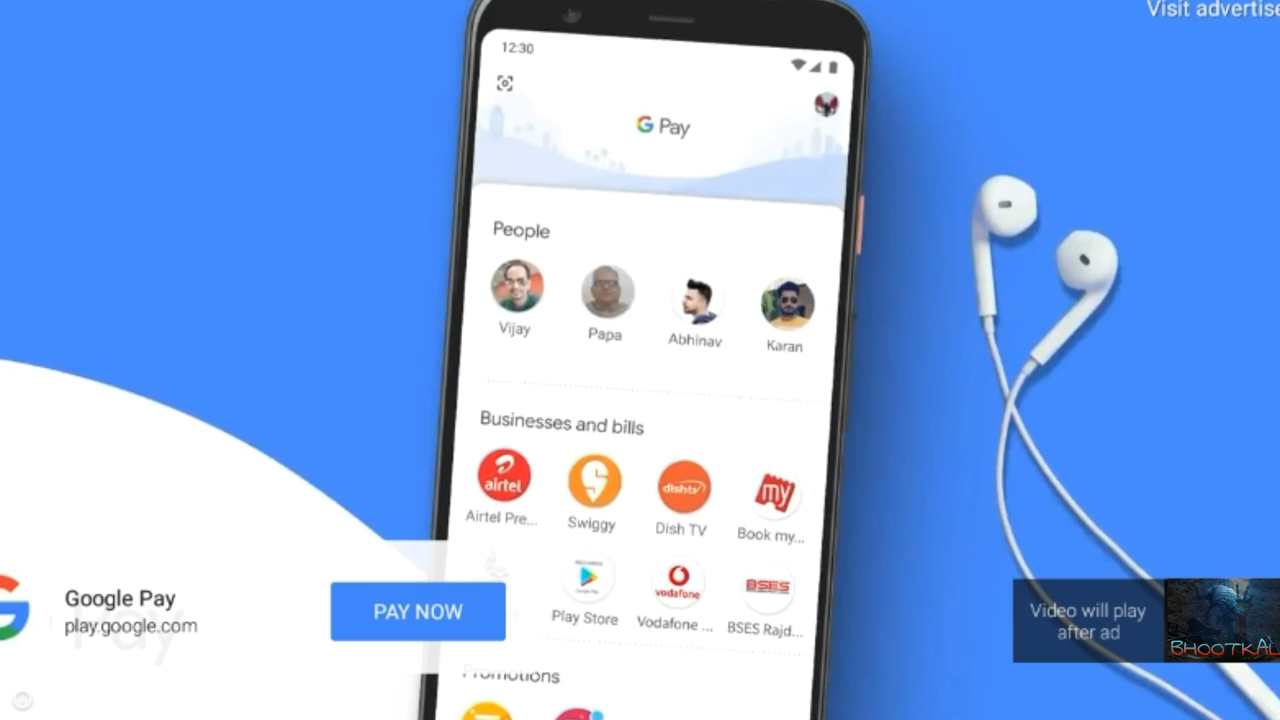 Visit advertise
12:30
G Pay
People
Vijay
Papa
Abhinav
Karan
Businesses and bills
airtel
dishtv
my
Airtel Pre...
Swiggy
Dish TV
Book my...
vodafone
BSES
Play Store
Vodafone ...
BSES Rajd...
Promotions
Google Pay
play.google.com
Pay
PAY NOW
Video will play
after ad
BHOOTKAL